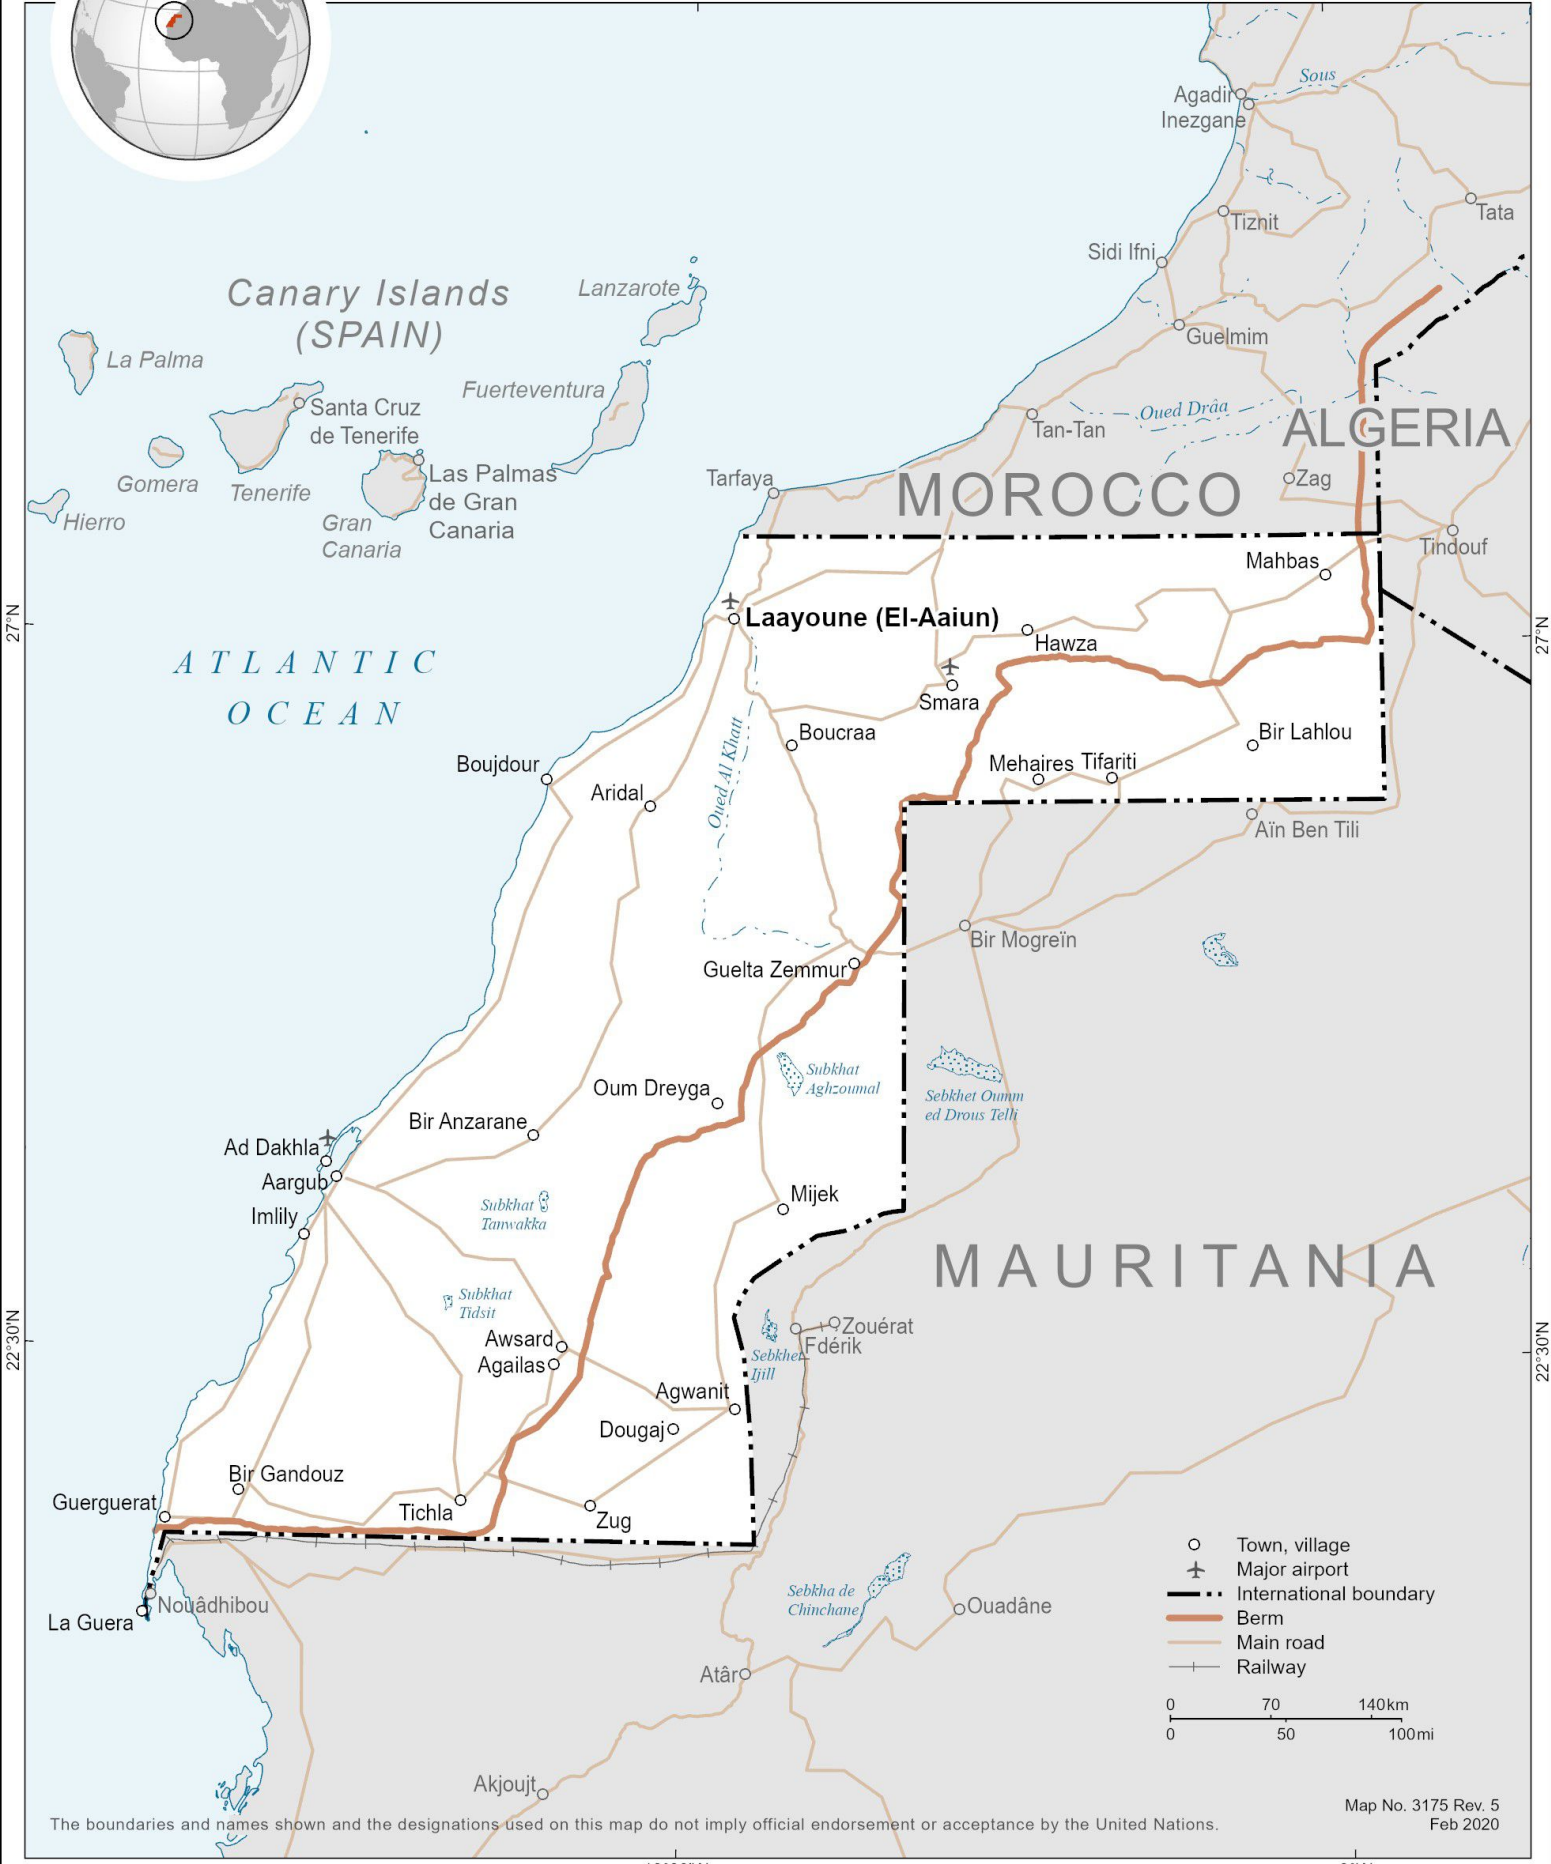 Agadir
Inezgane
Sous
Tata
Tiznit
Sidi Ifni
Guelmim
Canary Islands
(SPAIN)
Lanzarote
La Palma
Fuerteventura
Santa Cruz
de Tenerife
Gomera
Tenerife
Las Palmas
de Gran
Canaria
Gran
Canaria
Hierro
Tan-Tan
Oued Drâa
ALGERIA
MOROCCO
Zag
Tarfaya
Tindouf
Mahbas
27°N
27°N
Laayoune (El-Aaiun)
Hawza
ATLANTIC
OCEAN
Smara
Boucraa
Oued Al Khatt
Bir Lahlou
Mehaires
Tifariti
Boujdour
Aridal
Aïn Ben Tili
Bir Mogreïn
Guelta Zemmur
Subkhat
Aghzoumal
Sebkhet Oumm
ed Drous Telli
Oum Dreyga
Bir Anzarane
Ad Dakhla
Aargub
Imlily
Subkhat
Tanwakka
Mijek
MAURITANIA
Subkhat
Tidsit
Awsard
Agailas
Zouérat
Fdérik
Sebkhet
Ijill
22°30'N
22°30'N
Agwanit
Dougaj
Bir Gandouz
Guerguerat
Tichla
Zug
Nouâdhibou
La Guera
Sebkha de
Chinchane
Ouadâne
Atâr
Akjoujt
Town, village
Major airport
International boundary
Berm
Main road
Railway
0 70 140 km
0 50 100 mi
Map No. 3175 Rev. 5
Feb 2020
The boundaries and names shown and the designations used on this map do not imply official endorsement or acceptance by the United Nations.